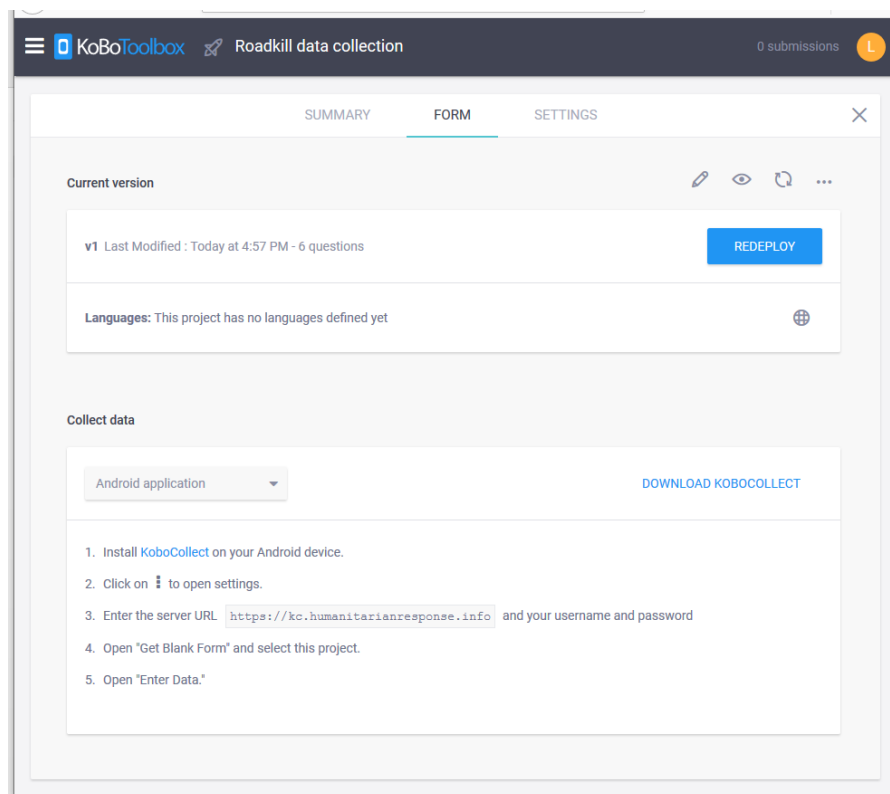 KoBoToolbox Roadkill data collection 0 submissions L
SUMMARY FORM SETTINGS
Current version
v1 Last Modified : Today at 4:57 PM - 6 questions REDEPLOY
Languages: This project has no languages defined yet
Collect data
Android application DOWNLOAD KOBOCOLLECT
1. Install KoboCollect on your Android device.
2. Click on to open settings.
3. Enter the server URL https://kc.humanitarianresponse.info and your username and password
4. Open "Get Blank Form" and select this project.
5. Open "Enter Data."